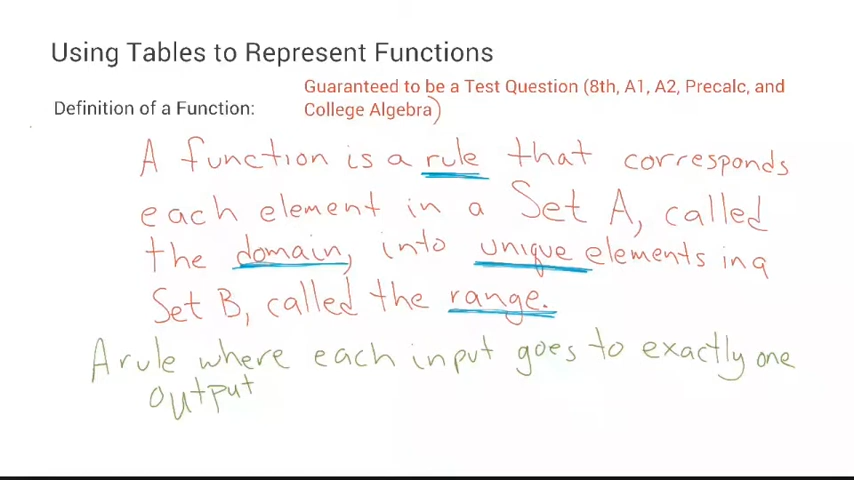 Using Tables to Represent Functions
Guaranteed to be a Test Question (8th, A1, A2, Precalc, and
Definition of a Function:
College Algebra)
A function is a rule that corresponds
each element in a Set A, called
the domain, into unique elements in a
Set B, called the range.
A rule where each input goes to exactly one
output